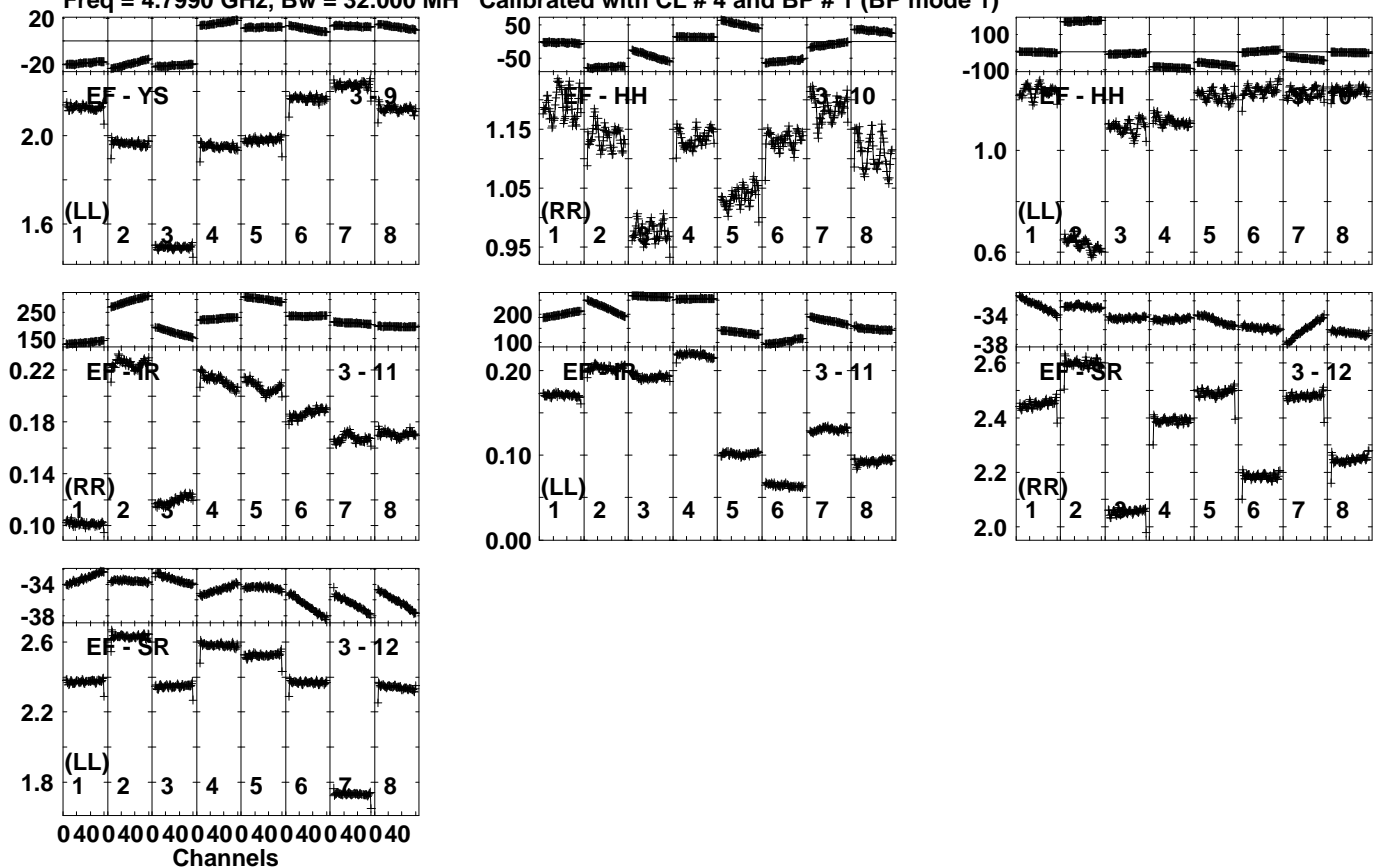 Freq = 4.7990 GHz, Bw = 32.000 MH Calibrated with CL # 4 and BP # 1 (BP mode 1)
20
-20
EF - YS 3 - 9
2.0
1.6
(LL)
1 2 3 4 5 6 7 8
50
-50
EF - HH 3 - 10
1.15
1.05
0.95
(RR)
1 2 3 4 5 6 7 8
100
-100
EF - HH 3 - 10
1.0
0.6
(LL)
1 2 3 4 5 6 7 8
250
150
EF - IR 3 - 11
0.22
0.18
0.14
0.10
(RR)
1 2 3 4 5 6 7 8
200
100
EF - IR 3 - 11
0.20
0.10
0.00
(LL)
1 2 3 4 5 6 7 8
-34
-38
EF - SR 3 - 12
2.6
2.4
2.2
2.0
(RR)
1 2 3 4 5 6 7 8
-34
-38
EF - SR 3 - 12
2.6
2.2
1.8
(LL)
1 2 3 4 5 6 7 8
0 40 0 40 0 40 0 40 0 40 0 40 0 40 0 40
Channels